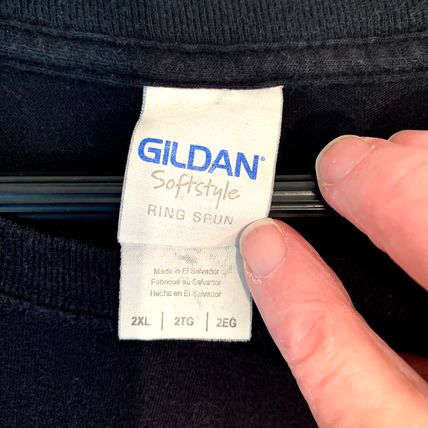 GILDAN®
Softstyle
RING SPUN
Made in El Salvador
Fabriqué au Salvador
Hecho en El Salvador
2XL | 2TG | 2EG